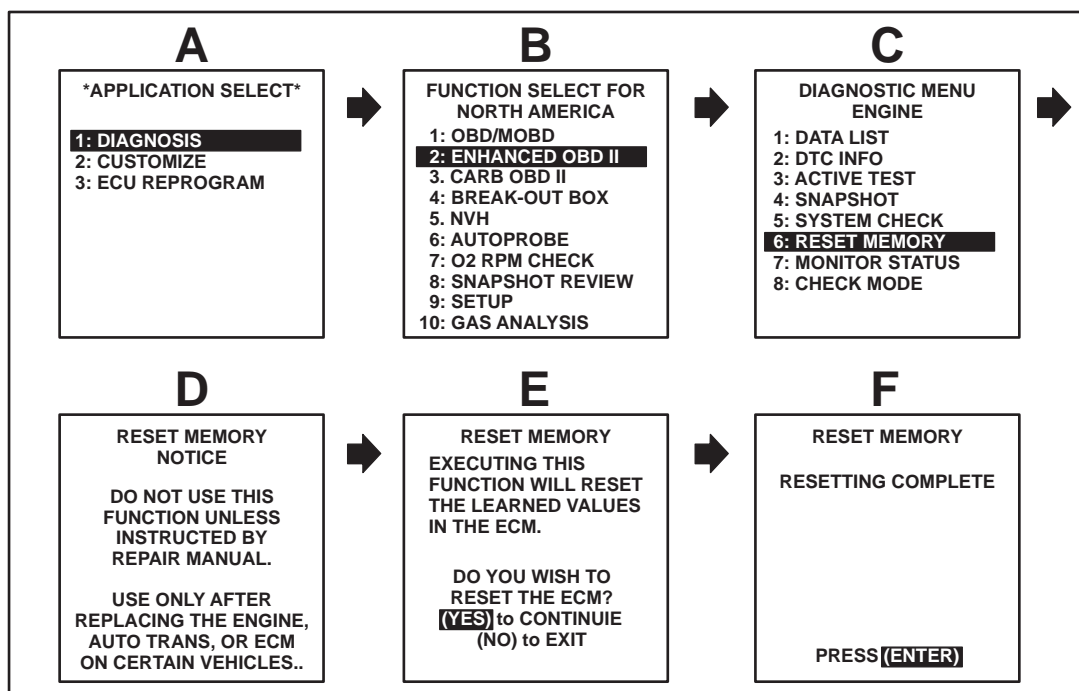 A
*APPLICATION SELECT*
1: DIAGNOSIS
2: CUSTOMIZE
3: ECU REPROGRAM
B
FUNCTION SELECT FOR
NORTH AMERICA
1: OBD/MOBD
2: ENHANCED OBD II
3. CARB OBD II
4: BREAK-OUT BOX
5. NVH
6: AUTOPROBE
7: O2 RPM CHECK
8: SNAPSHOT REVIEW
9: SETUP
10: GAS ANALYSIS
C
DIAGNOSTIC MENU
ENGINE
1: DATA LIST
2: DTC INFO
3: ACTIVE TEST
4: SNAPSHOT
5: SYSTEM CHECK
6: RESET MEMORY
7: MONITOR STATUS
8: CHECK MODE
D
RESET MEMORY
NOTICE
DO NOT USE THIS
FUNCTION UNLESS
INSTRUCTED BY
REPAIR MANUAL.
USE ONLY AFTER
REPLACING THE ENGINE,
AUTO TRANS, OR ECM
ON CERTAIN VEHICLES..
E
RESET MEMORY
EXECUTING THIS
FUNCTION WILL RESET
THE LEARNED VALUES
IN THE ECM.
DO YOU WISH TO
RESET THE ECM?
(YES) to CONTINUIE
(NO) to EXIT
F
RESET MEMORY
RESETTING COMPLETE
PRESS (ENTER)